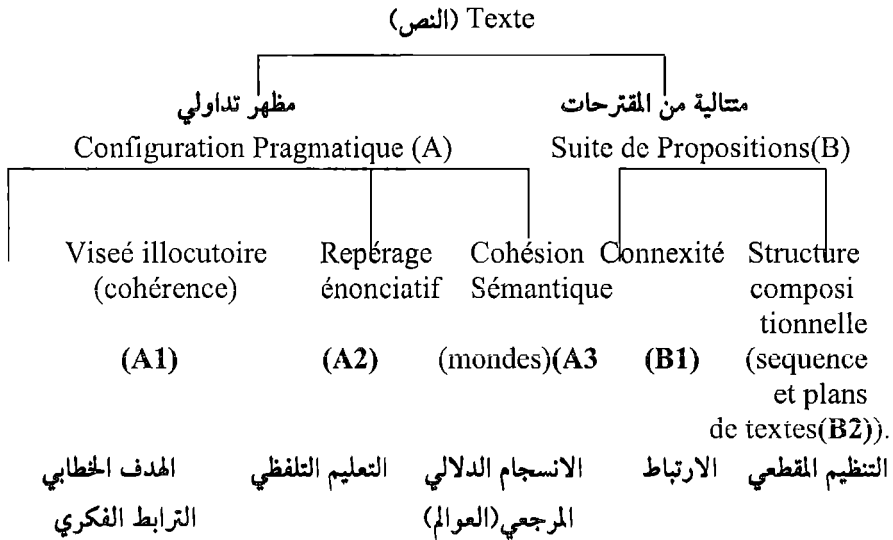 Texte (النص)
مظهر تداولي متتالية من المقترحات
Configuration Pragmatique (A) Suite de Propositions(B)
Viseé illocutoire Repérage Cohésion Connexité Structure
(cohérence) énonciatif Sémantique composi
tionnelle
(A1) (A2) (mondes)(A3 (B1) (sequence
et plans
de textes(B2)).
الهدف الخطابي التعليم التلفظي الانسجام الدلالي الارتباط التنظيم المقطعي
الترابط الفكري المرجعي(العوالم)